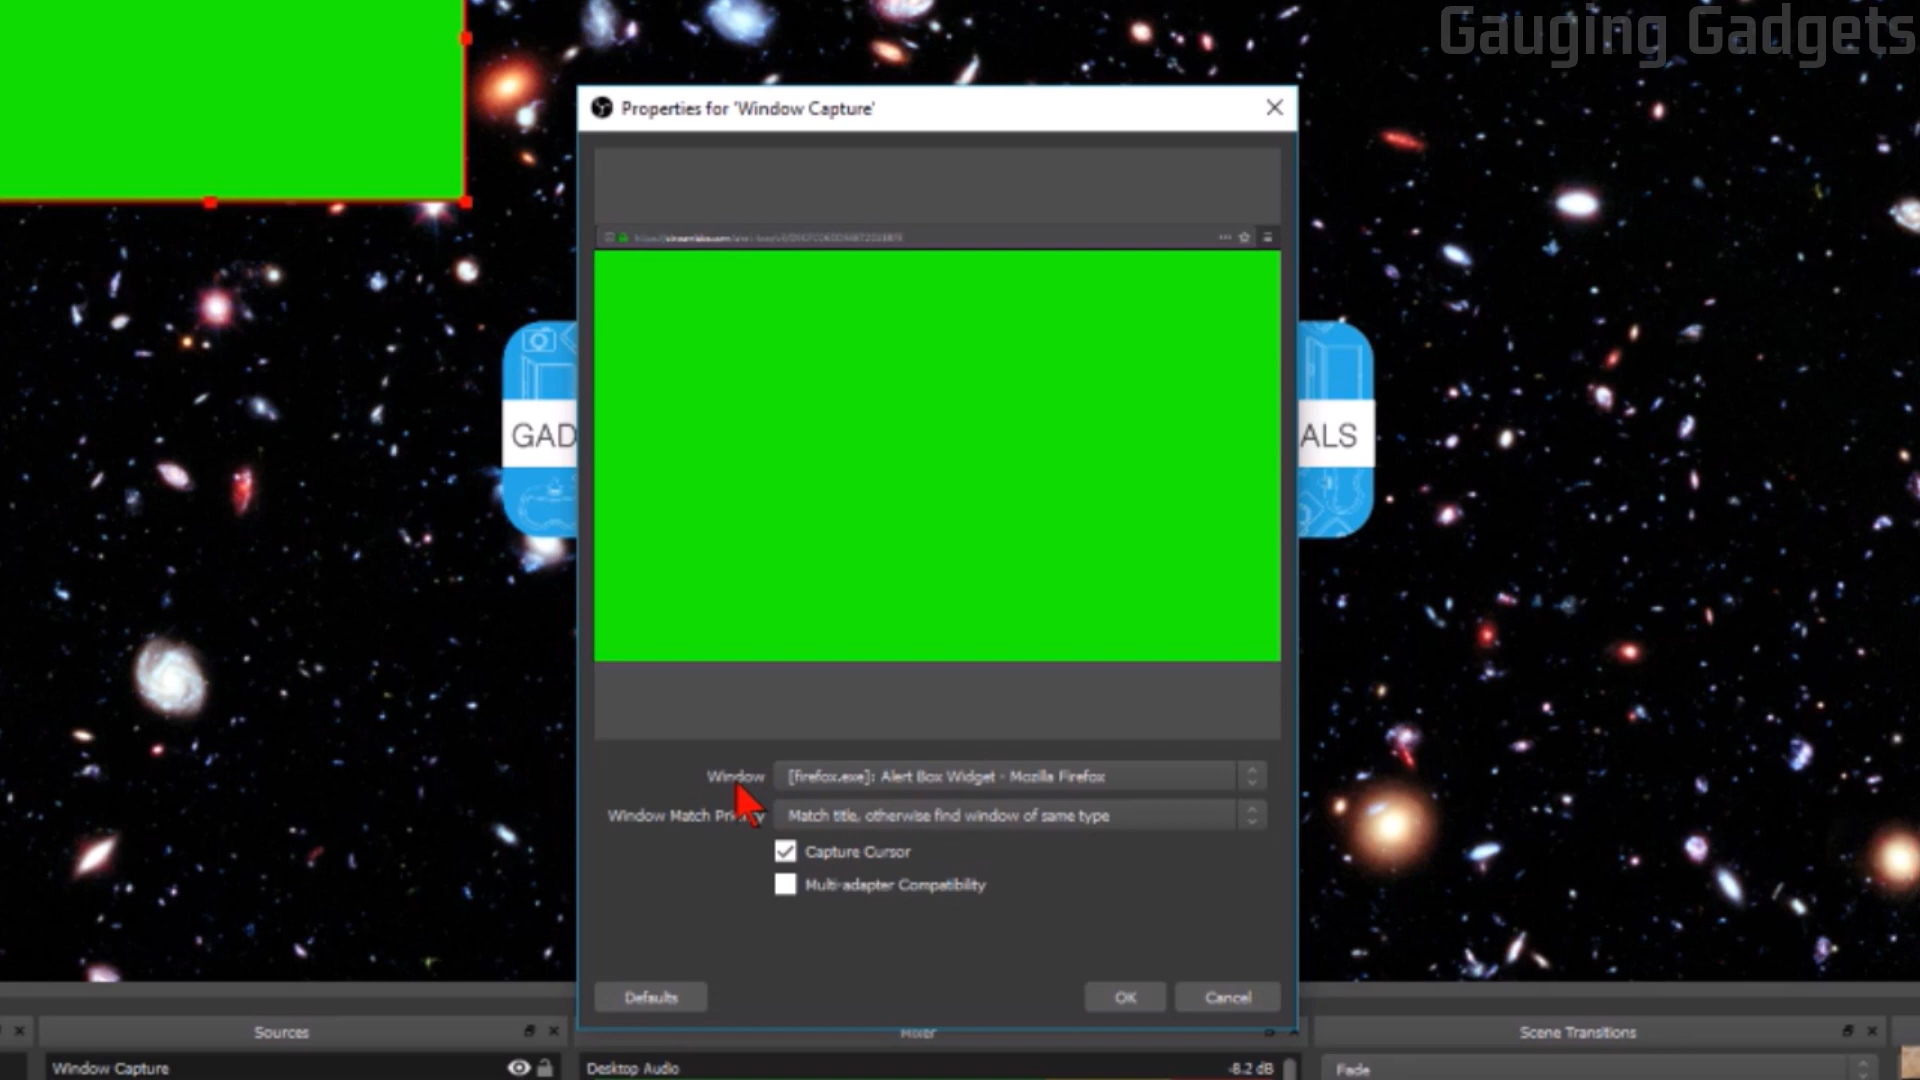 Gauging Gadgets
Properties for 'Window Capture'
GAD
ALS
Window
[firefox.exe]: Alert Box Widget - Mozilla Firefox
Window Match
Match title, otherwise find window of same type
Capture Cursor
Multi-adapter Compatibility
Defaults
OK
Cancel
Sources
Mixer
Scene Transitions
Window Capture
Desktop Audio
-8.2 dB
Fade